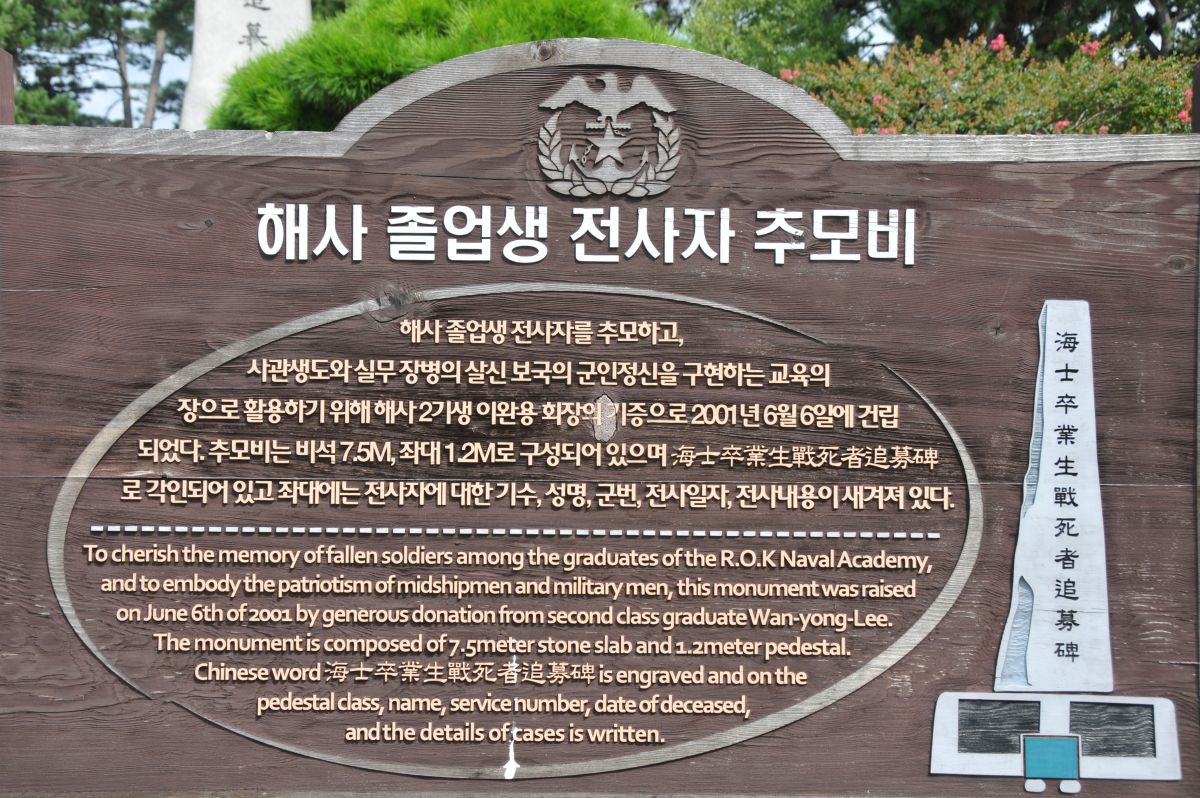 追
募
해사 졸업생 전사자 추모비
해사 졸업생 전사자를 추모하고,
사관생도와 실무 장병의 살신 보국의 군인정신을 구현하는 교육의
장으로 활용하기 위해 해사 2기생 이완용 회장의 기증으로 2001년 6월 6일에 건립
되었다. 추모비는 비석 7.5M, 좌대 1.2M로 구성되어 있으며 海士卒業生戰死者追募碑
로 각인되어 있고 좌대에는 전사자에 대한 기수, 성명, 군번, 전사일자, 전사내용이 새겨져 있다.
To cherish the memory of fallen soldiers among the graduates of the R.O.K Naval Academy,
and to embody the patriotism of midshipmen and military men, this monument was raised
on June 6th of 2001 by generous donation from second class graduate Wan-yong-Lee.
The monument is composed of 7.5meter stone slab and 1.2meter pedestal.
Chinese word 海士卒業生戰死者追募碑 is engraved and on the
pedestal class, name, service number, date of deceased,
and the details of cases is written.
海士卒業生戰死者追募碑